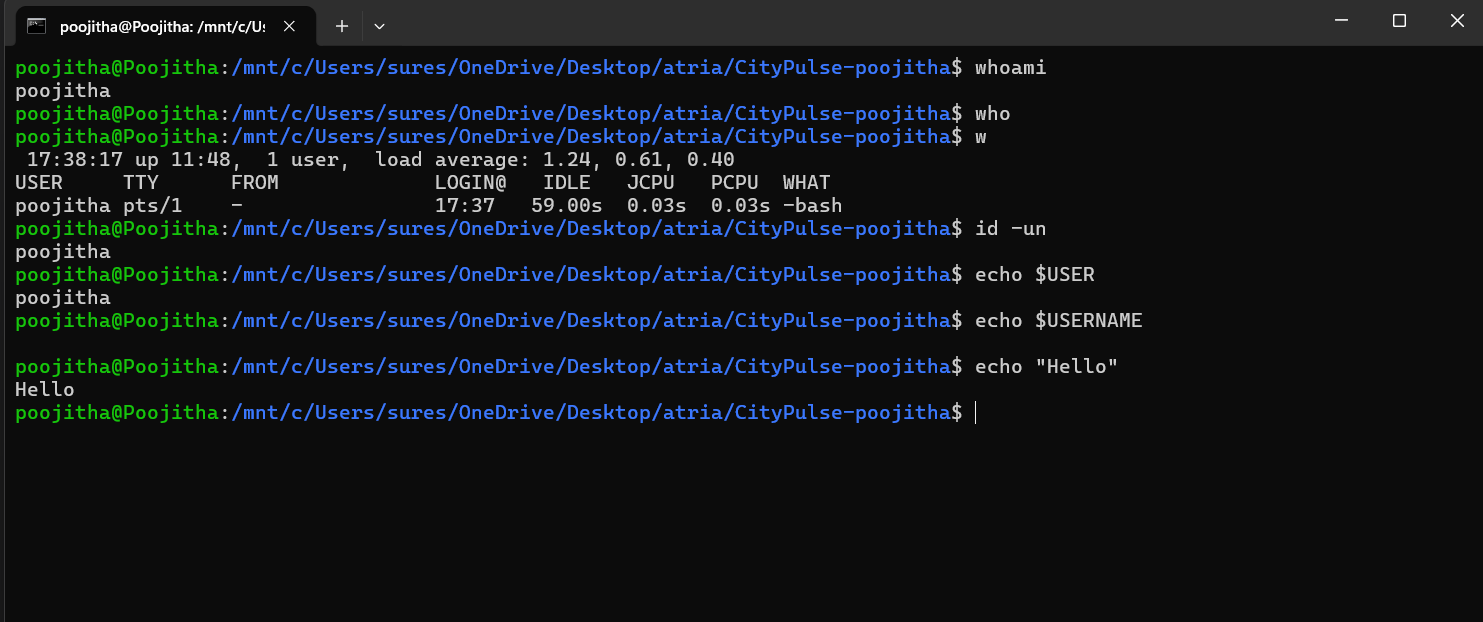 poojitha@Poojitha: /mnt/c/Us
poojitha@Poojitha:/mnt/c/Users/sures/OneDrive/Desktop/atria/CityPulse-poojitha$ whoami
poojitha
poojitha@Poojitha:/mnt/c/Users/sures/OneDrive/Desktop/atria/CityPulse-poojitha$ who
poojitha@Poojitha:/mnt/c/Users/sures/OneDrive/Desktop/atria/CityPulse-poojitha$ w
 17:38:17 up 11:48,  1 user,  load average: 1.24, 0.61, 0.40
USER     TTY      FROM             LOGIN@   IDLE   JCPU   PCPU  WHAT
poojitha pts/1    -                17:37   59.00s  0.03s  0.03s -bash
poojitha@Poojitha:/mnt/c/Users/sures/OneDrive/Desktop/atria/CityPulse-poojitha$ id -un
poojitha
poojitha@Poojitha:/mnt/c/Users/sures/OneDrive/Desktop/atria/CityPulse-poojitha$ echo $USER
poojitha
poojitha@Poojitha:/mnt/c/Users/sures/OneDrive/Desktop/atria/CityPulse-poojitha$ echo $USERNAME

poojitha@Poojitha:/mnt/c/Users/sures/OneDrive/Desktop/atria/CityPulse-poojitha$ echo "Hello"
Hello
poojitha@Poojitha:/mnt/c/Users/sures/OneDrive/Desktop/atria/CityPulse-poojitha$